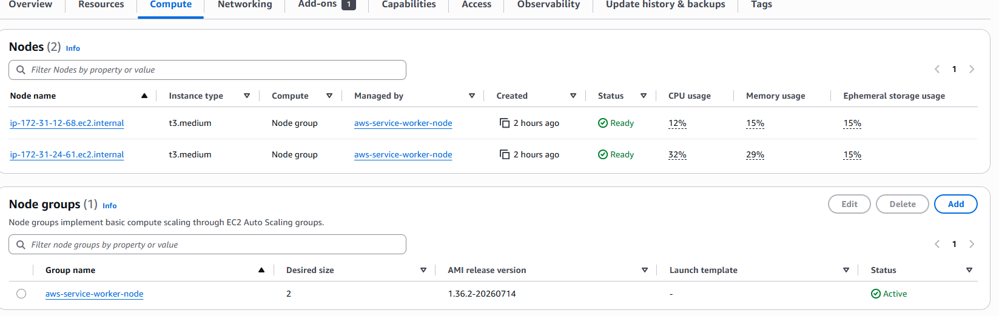 Overview Resources Compute Networking Add-ons 1 Capabilities Access Observability Update history & backups Tags
Nodes (2) Info
Filter Nodes by property or value
1
Node name Instance type Compute Managed by Created Status CPU usage Memory usage Ephemeral storage usage
ip-172-31-12-68.ec2.internal t3.medium Node group aws-service-worker-node 2 hours ago Ready 12% 15% 15%
ip-172-31-24-61.ec2.internal t3.medium Node group aws-service-worker-node 2 hours ago Ready 32% 29% 15%
Node groups (1) Info Edit Delete Add
Node groups implement basic compute scaling through EC2 Auto Scaling groups.
Filter node groups by property or value
1
Group name Desired size AMI release version Launch template Status
aws-service-worker-node 2 1.36.2-20260714 - Active